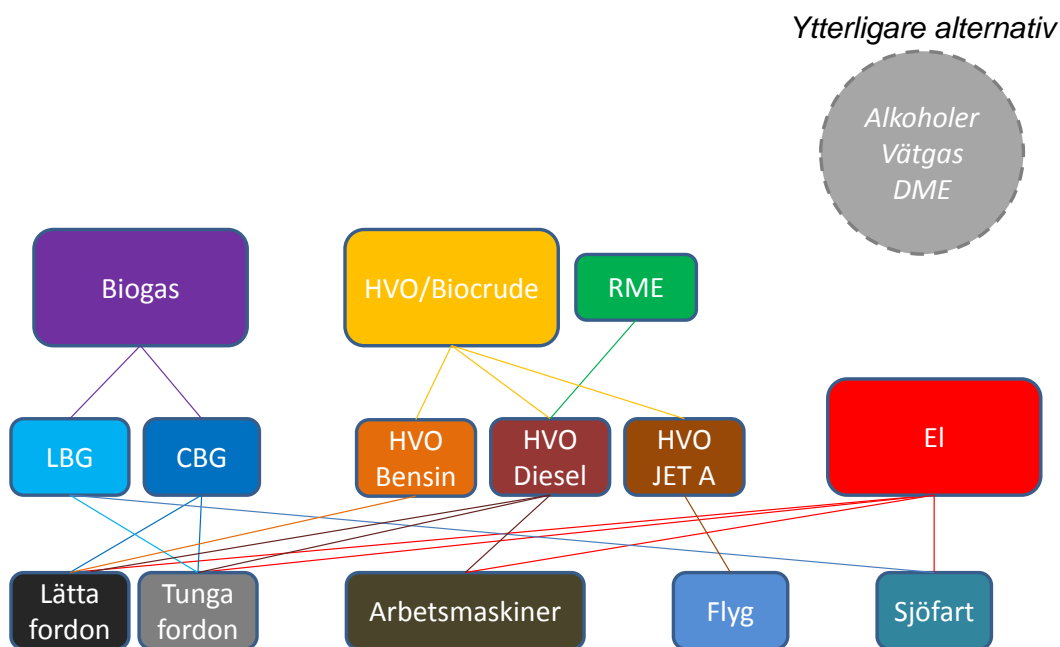 Ytterligare alternativ
Alkoholer
Vätgas
DME
Biogas
HVO/Biocrude
RME
LBG
CBG
HVO
Bensin
HVO
Diesel
HVO
JET A
El
Lätta
fordon
Tunga
fordon
Arbetsmaskiner
Flyg
Sjöfart